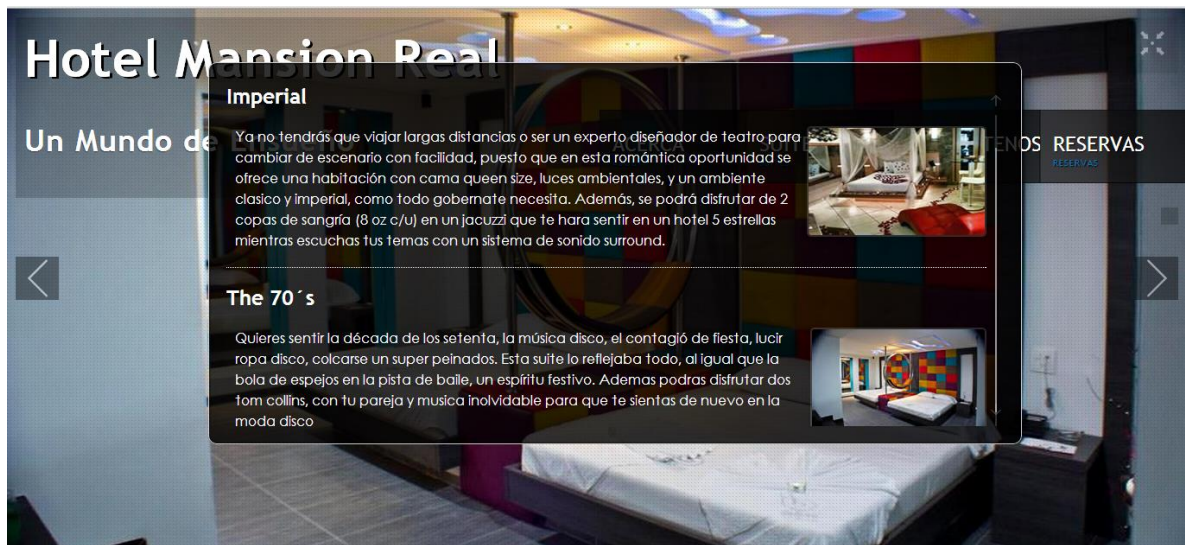 Hotel Mansion Real
Un Mundo de Ensueño
ACERCA
RESERVAS
RESERVAS
Imperial
Ya no tendrás que viajar largas distancias o ser un experto diseñador de teatro para
cambiar de escenario con facilidad, puesto que en esta romántica oportunidad se
ofrece una habitación con cama queen size, luces ambientales, y un ambiente
clasico y imperial, como todo gobernate necesita. Además, se podrá disfrutar de 2
copas de sangría (8 oz c/u) en un jacuzzi que te hara sentir en un hotel 5 estrellas
mientras escuchas tus temas con un sistema de sonido surround.
The 70´s
Quieres sentir la década de los setenta, la música disco, el contagió de fiesta, lucir
ropa disco, colcarse un super peinados. Esta suite lo reflejaba todo, al igual que la
bola de espejos en la pista de baile, un espíritu festivo. Ademas podras disfrutar dos
tom collins, con tu pareja y musica inolvidable para que te sientas de nuevo en la
moda disco